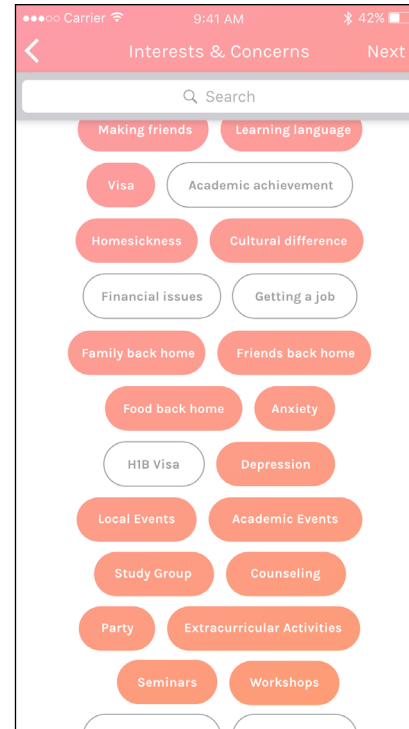 Carrier 9:41 AM 42%
Interests & Concerns Next
Search
Making friends Learning language
Visa Academic achievement
Homesickness Cultural difference
Financial issues Getting a job
Family back home Friends back home
Food back home Anxiety
H1B Visa Depression
Local Events Academic Events
Study Group Counseling
Party Extracurricular Activities
Seminars Workshops